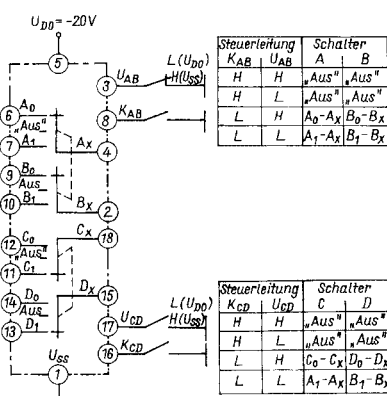 U_DD = -20V
5
3 U_AB L(U_DD)
H(U_SS)
8 K_AB
6 A_0
„Aus"
7 A_1 A_X 4
9 B_0
Aus
10 B_1 B_X 2
C_X 18
12 C_0
"Aus"
11 C_1
14 D_0 D_X 15
"Aus"
13 D_1
17 U_CD L(U_DD)
H(U_SS)
16 K_CD
U_SS
1
Steuerleitung Schalter
K_AB U_AB A B
H H „Aus" „Aus"
H L „Aus" „Aus"
L H A_0-A_X B_0-B_X
L L A_1-A_X B_1-B_X
Steuerleitung Schalter
K_CD U_CD C D
H H „Aus" „Aus"
H L „Aus" „Aus"
L H C_0-C_X D_0-D_X
L L A_1-A_X B_1-B_X